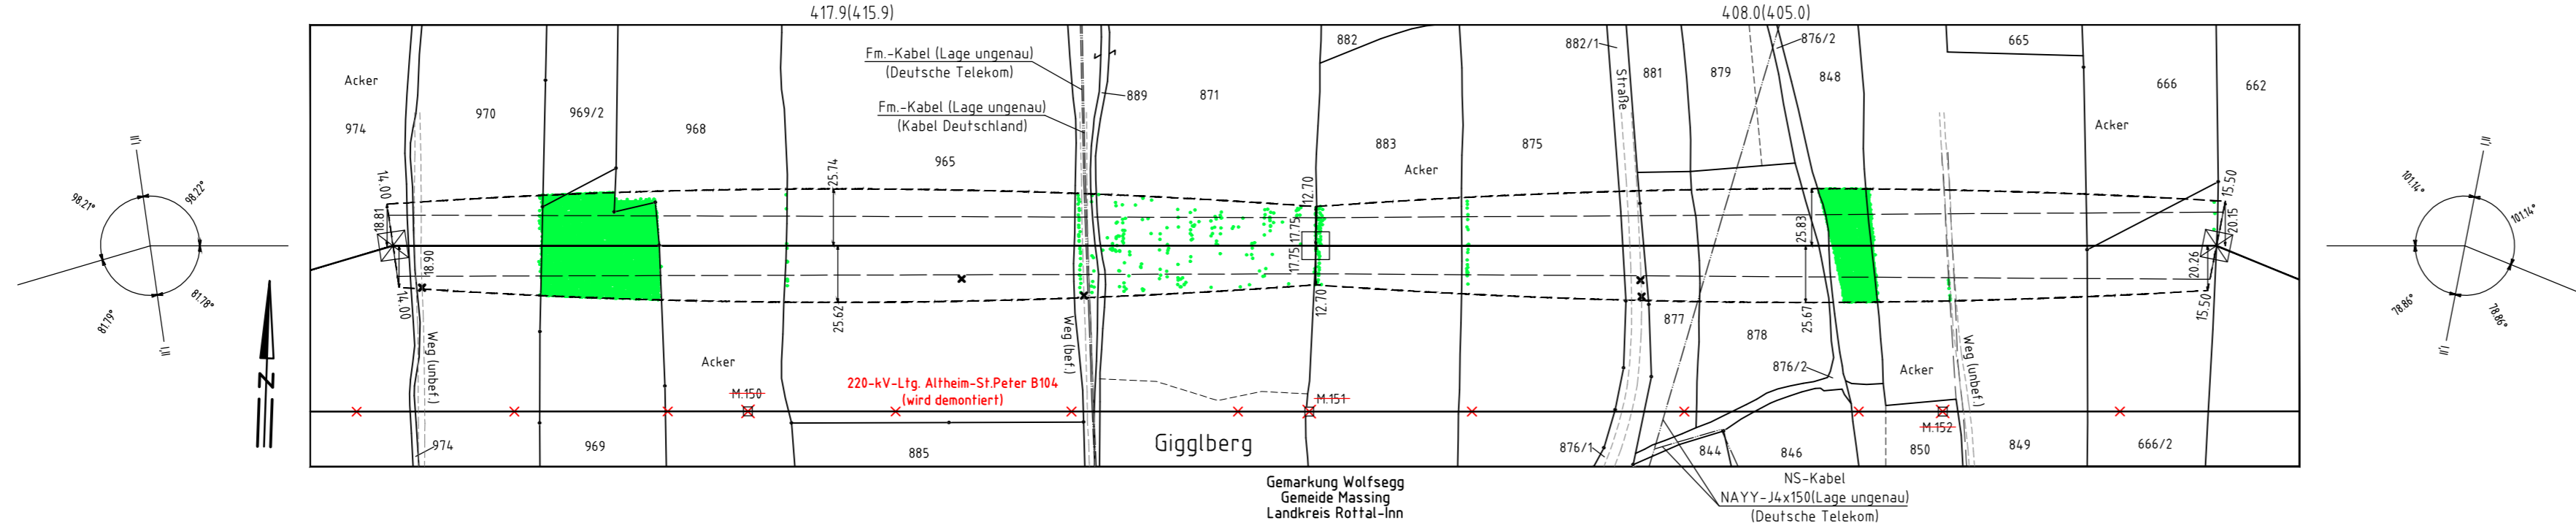 417.9(415.9)
408.0(405.0)
Fm.-Kabel (Lage ungenau)
(Deutsche Telekom)
Fm.-Kabel (Lage ungenau)
(Kabel Deutschland)
Acker
974
970
969/2
968
965
889
871
882
883
Acker
875
882/1
Straße
881
879
876/2
848
665
Acker
666
662
98.21°
98.22°
81.79°
81.78°
II,I
I,II
14.00
18.81
18.90
14.00
25.74
25.62
12.70
17.75
17.75
12.70
25.83
25.67
15.50
20.15
20.26
15.50
101.14°
101.14°
78.86°
78.86°
N
Weg (unbef.)
Acker
Weg (bef.)
877
878
876/2
Acker
Weg (unbef.)
220-kV-Ltg. Altheim-St.Peter B104
(wird demontiert)
M.150
M.151
M.152
974
969
885
Gigglberg
876/1
844
846
850
849
666/2
Gemarkung Wolfsegg
Gemeide Massing
Landkreis Rottal-Inn
NS-Kabel
NAYY-J4x150(Lage ungenau)
(Deutsche Telekom)